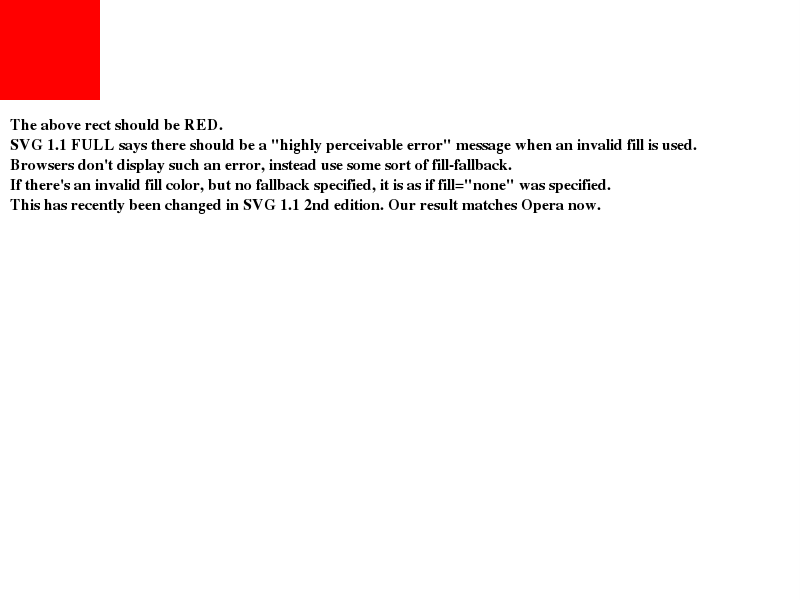 The above rect should be RED.
SVG 1.1 FULL says there should be a "highly perceivable error" message when an invalid fill is used.
Browsers don't display such an error, instead use some sort of fill-fallback.
If there's an invalid fill color, but no fallback specified, it is as if fill="none" was specified.
This has recently been changed in SVG 1.1 2nd edition. Our result matches Opera now.